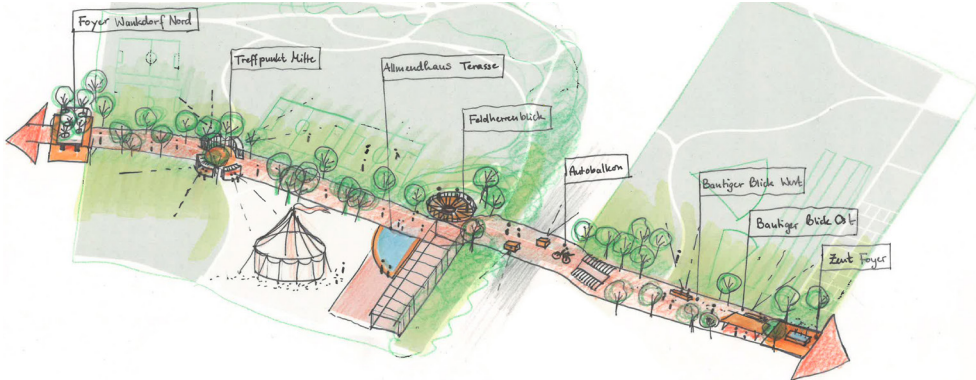 Foyer Wankdorf Nord
Treffpunkt Mitte
Allmendhaus Terasse
Feldherrenblick
Autobalkon
Bantiger Blick West
Bantiger Blick Ost
Zent Foyer